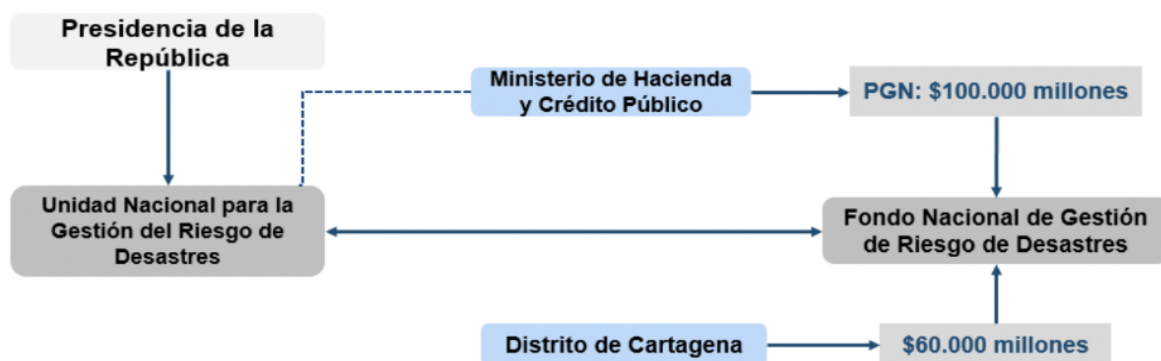 Presidencia de la
República
Ministerio de Hacienda
y Crédito Público
PGN: $100.000 millones
Unidad Nacional para la
Gestión del Riesgo de
Desastres
Fondo Nacional de Gestión
de Riesgo de Desastres
Distrito de Cartagena
$60.000 millones